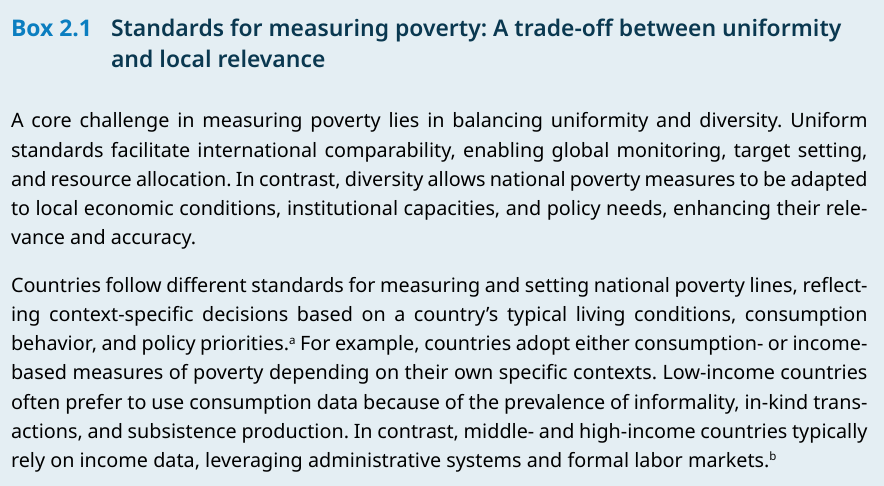 Box 2.1 Standards for measuring poverty: A trade-off between uniformity
and local relevance
A core challenge in measuring poverty lies in balancing uniformity and diversity. Uniform
standards facilitate international comparability, enabling global monitoring, target setting,
and resource allocation. In contrast, diversity allows national poverty measures to be adapted
to local economic conditions, institutional capacities, and policy needs, enhancing their rele-
vance and accuracy.
Countries follow different standards for measuring and setting national poverty lines, reflect-
ing context-specific decisions based on a country’s typical living conditions, consumption
behavior, and policy priorities.ᵃ For example, countries adopt either consumption- or income-
based measures of poverty depending on their own specific contexts. Low-income countries
often prefer to use consumption data because of the prevalence of informality, in-kind trans-
actions, and subsistence production. In contrast, middle- and high-income countries typically
rely on income data, leveraging administrative systems and formal labor markets.ᵇ